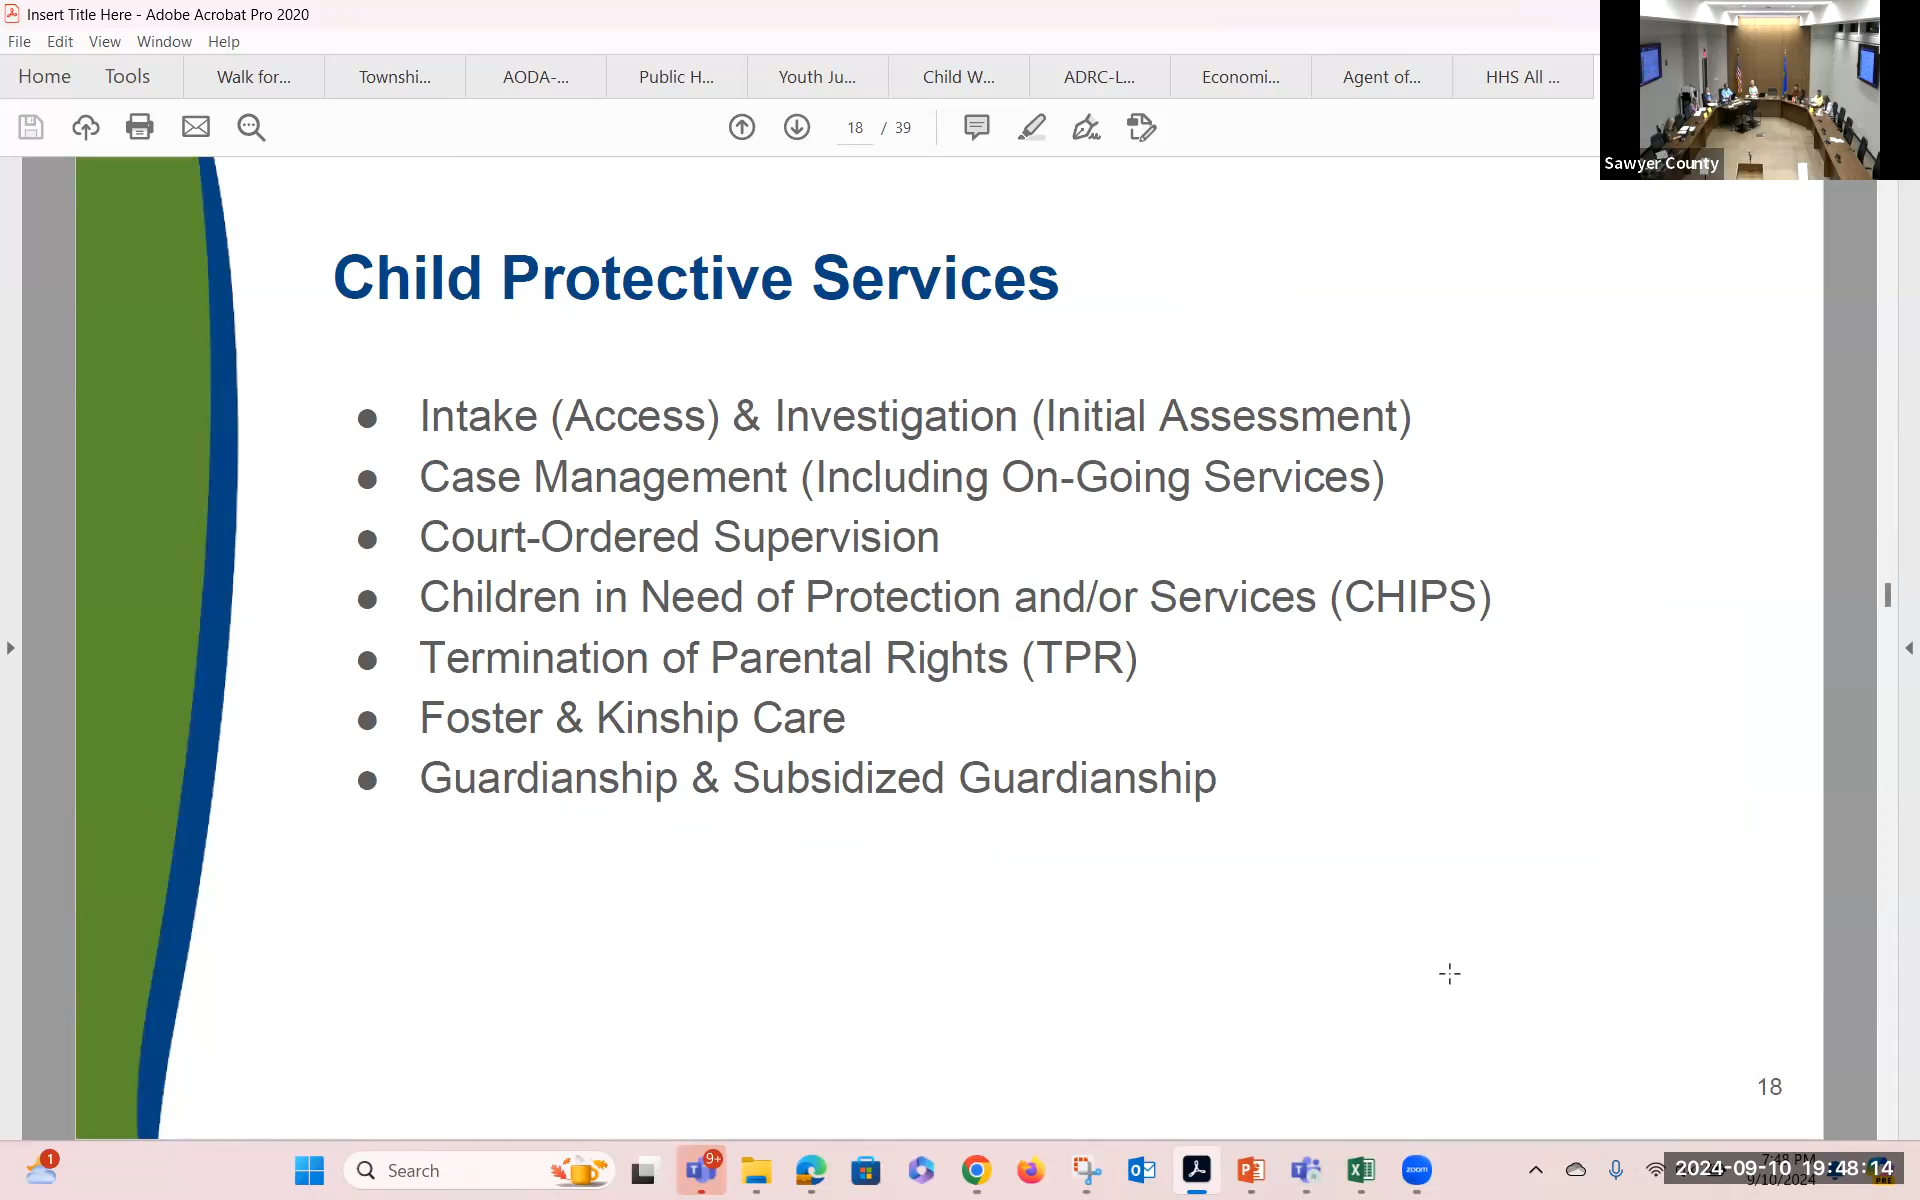 Insert Title Here - Adobe Acrobat Pro 2020
File Edit View Window Help
Home Tools Walk for... Townshi... AODA-... Public H... Youth Ju... Child W... ADRC-L... Economi... Agent of... HHS All ...
18 / 39
Sawyer County
Child Protective Services
● Intake (Access) & Investigation (Initial Assessment)
● Case Management (Including On-Going Services)
● Court-Ordered Supervision
● Children in Need of Protection and/or Services (CHIPS)
● Termination of Parental Rights (TPR)
● Foster & Kinship Care
● Guardianship & Subsidized Guardianship
18
1
Search
9+
zoom
7:48 PM
2024-09-10 19:48:14
9/10/2024
PRE